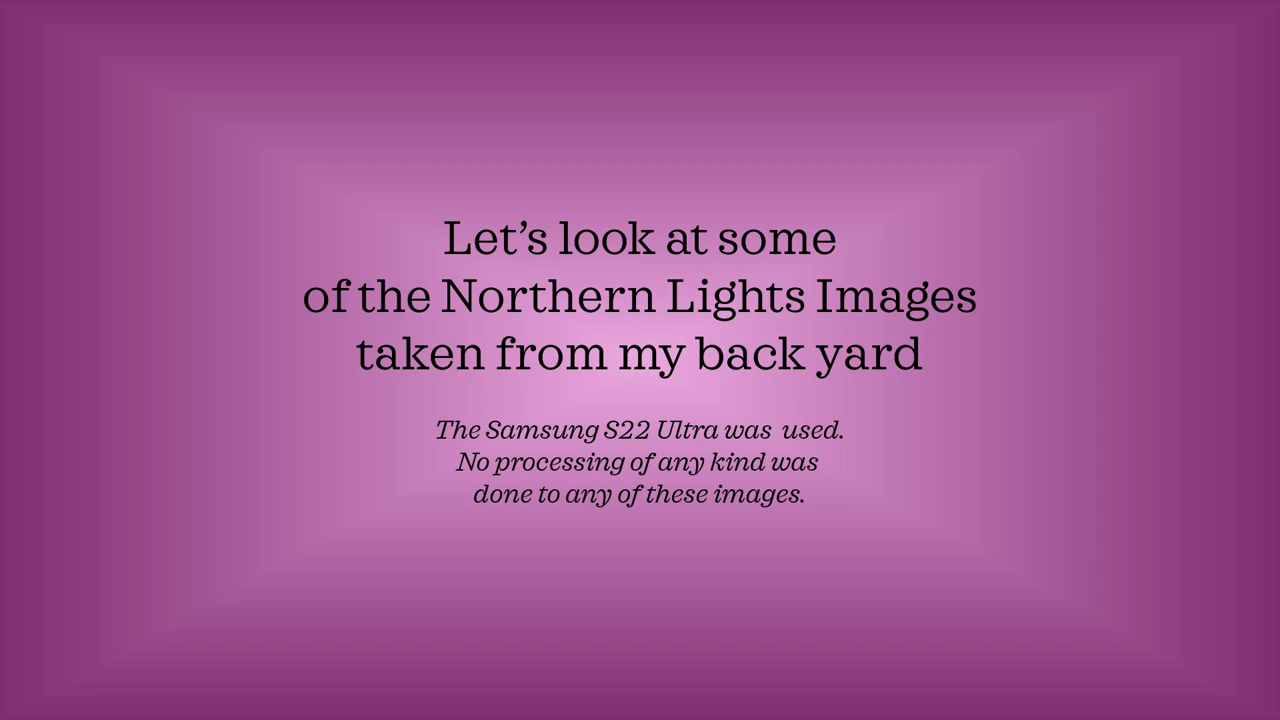 Let’s look at some
of the Northern Lights Images
taken from my back yard
The Samsung S22 Ultra was  used.
No processing of any kind was
done to any of these images.